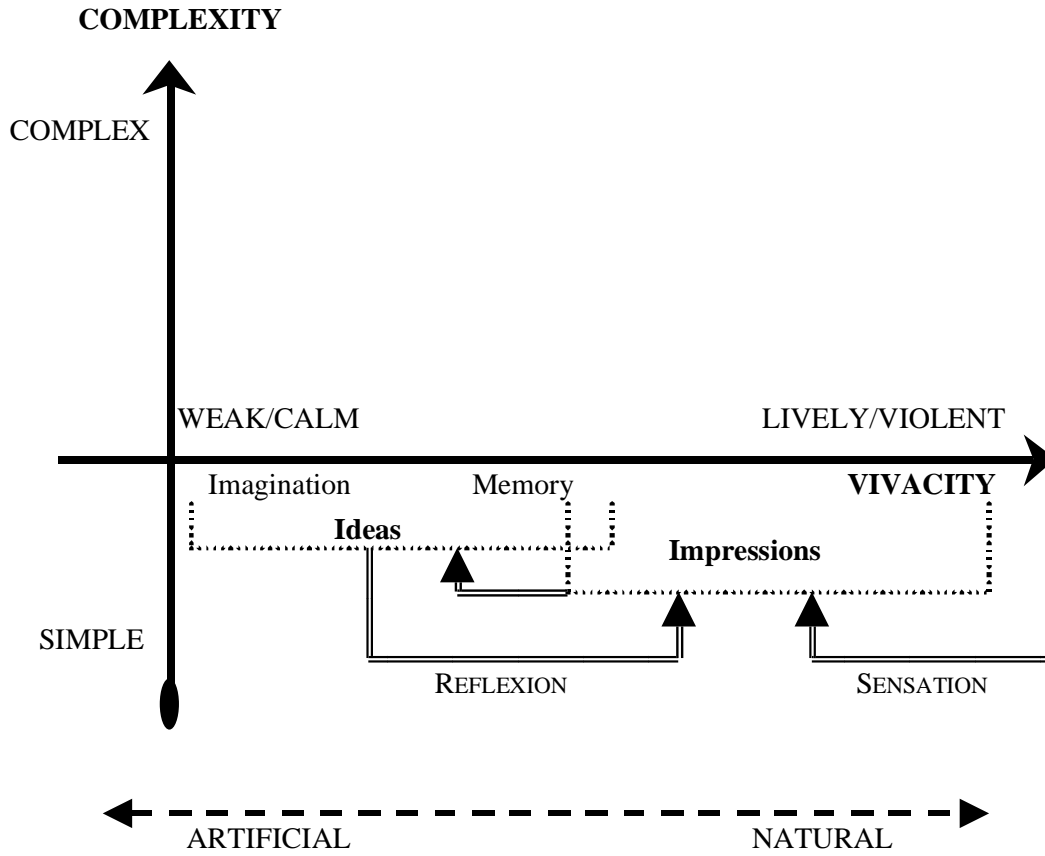 COMPLEXITY
COMPLEX
WEAK/CALM LIVELY/VIOLENT
Imagination Memory VIVACITY
Ideas
Impressions
SIMPLE
REFLEXION SENSATION
ARTIFICIAL NATURAL